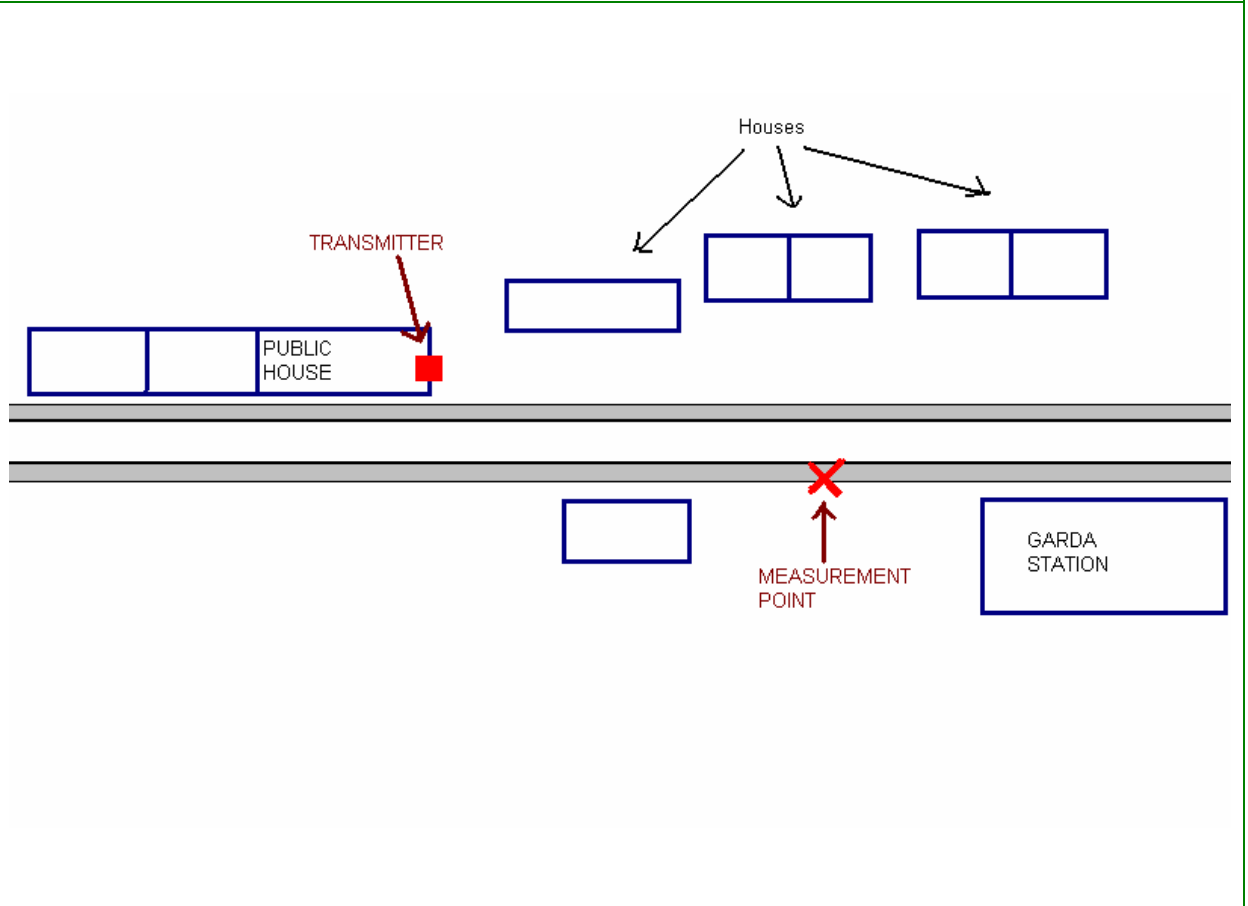 Houses
TRANSMITTER
PUBLIC
HOUSE
GARDA
STATION
MEASUREMENT
POINT